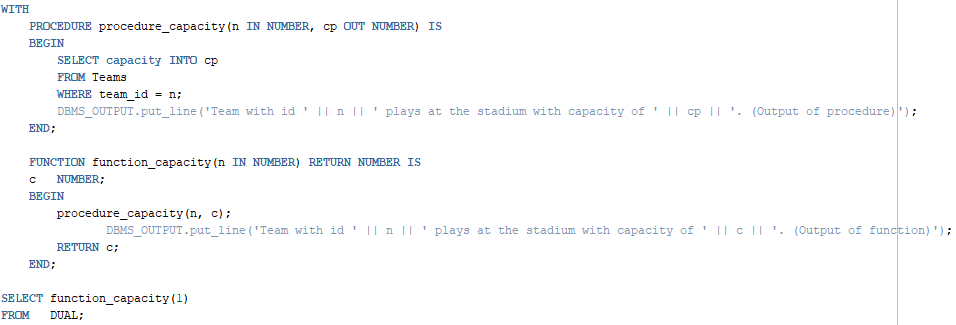 WITH
    PROCEDURE procedure_capacity(n IN NUMBER, cp OUT NUMBER) IS
    BEGIN
        SELECT capacity INTO cp
        FROM Teams
        WHERE team_id = n;
        DBMS_OUTPUT.put_line('Team with id ' || n || ' plays at the stadium with capacity of ' || cp || '. (Output of procedure)');
    END;

    FUNCTION function_capacity(n IN NUMBER) RETURN NUMBER IS
    c   NUMBER;
    BEGIN
        procedure_capacity(n, c);
               DBMS_OUTPUT.put_line('Team with id ' || n || ' plays at the stadium with capacity of ' || c || '. (Output of function)');
        RETURN c;
    END;

SELECT function_capacity(1)
FROM   DUAL;